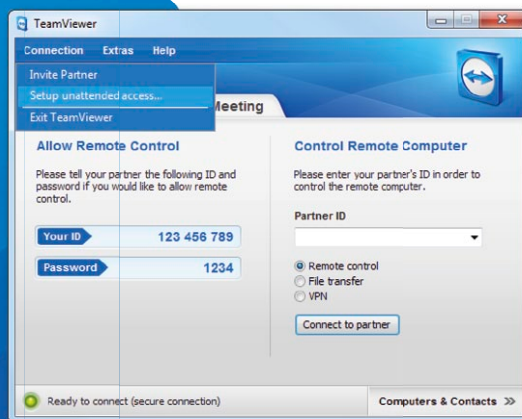 TeamViewer
Connection Extras Help
Invite Partner
Setup unattended access...
Exit TeamViewer
Meeting
Allow Remote Control
Please tell your partner the following ID and
password if you would like to allow remote
control.
Your ID 123 456 789
Password 1234
Control Remote Computer
Please enter your partner's ID in order to
control the remote computer.
Partner ID
Remote control
File transfer
VPN
Connect to partner
Ready to connect (secure connection)
Computers & Contacts >>